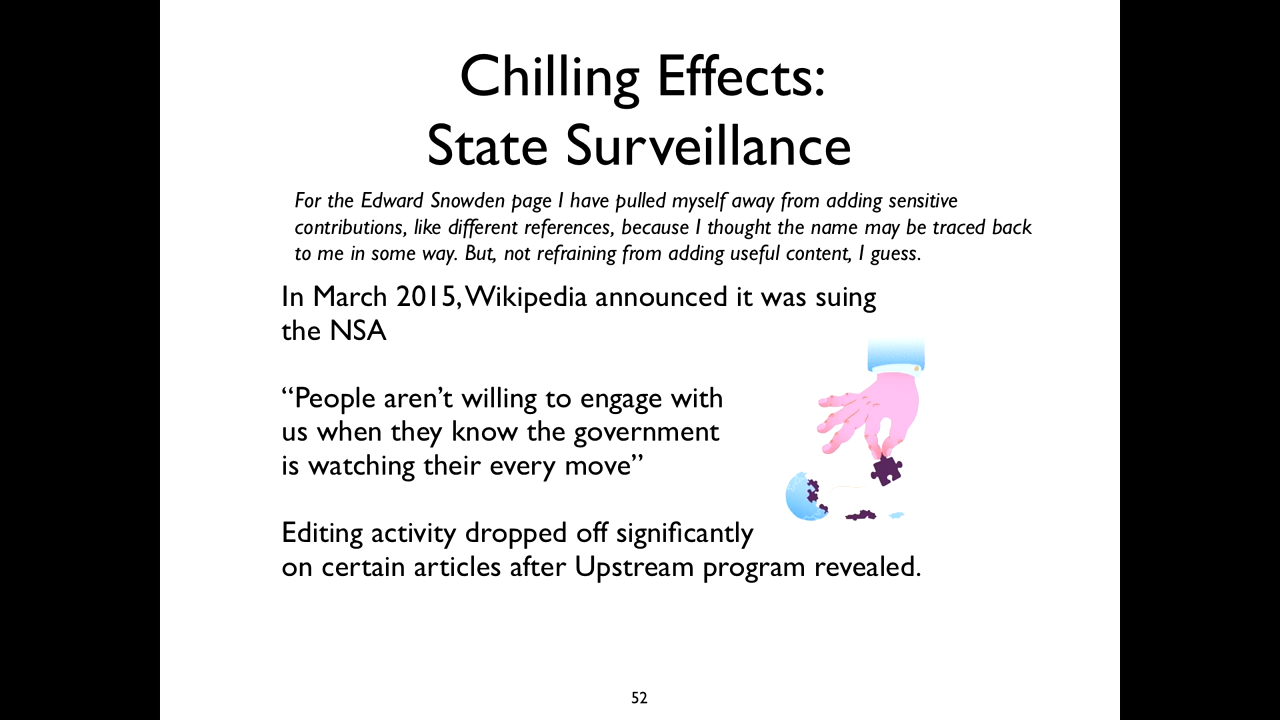 Chilling Effects:
State Surveillance
For the Edward Snowden page I have pulled myself away from adding sensitive
contributions, like different references, because I thought the name may be traced back
to me in some way. But, not refraining from adding useful content, I guess.
In March 2015, Wikipedia announced it was suing
the NSA
“People aren’t willing to engage with
us when they know the government
is watching their every move”
Editing activity dropped off significantly
on certain articles after Upstream program revealed.
52